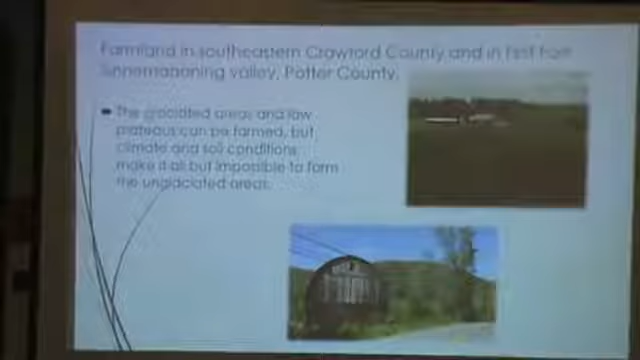 Farmland in southeastern Crawford County and in First Fork
Sinnemahoning valley, Potter County.
The glaciated areas and low
plateaus can be farmed, but
climate and soil conditions
make it all but impossible to farm
the unglaciated areas.